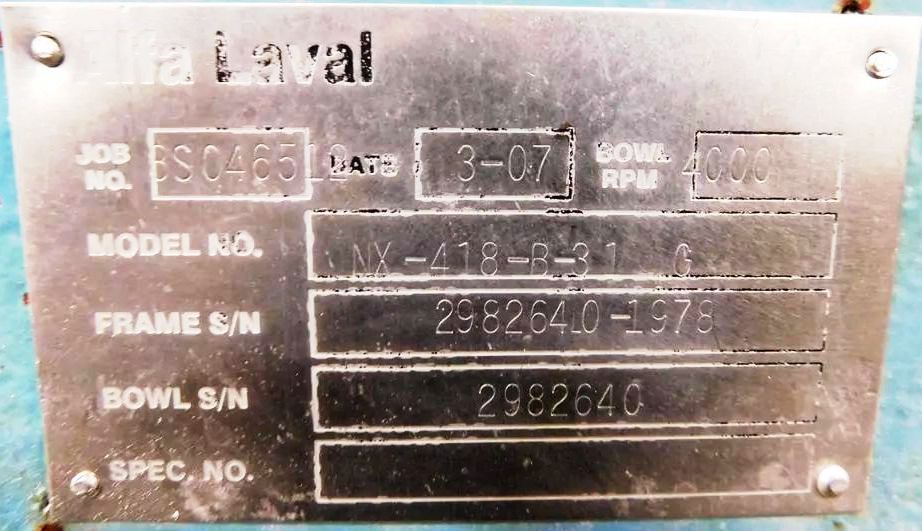 Alfa Laval
JOB NO. BS046512 DATE 3-07 BOWL RPM 4000
MODEL NO. NX-418-B-31 G
FRAME S/N 2982640-1978
BOWL S/N 2982640
SPEC. NO.